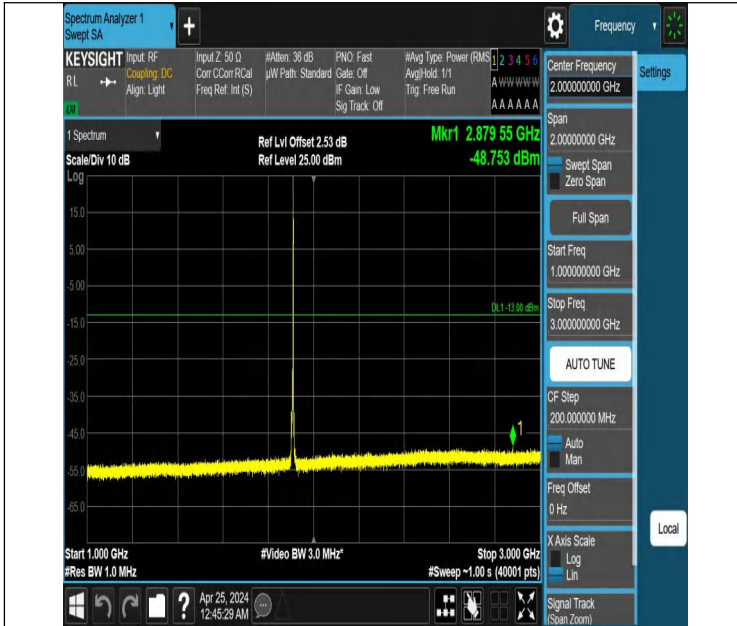 Spectrum Analyzer 1
Swept SA
+
Frequency
KEYSIGHT
RL
Input: RF
Coupling: DC
Align: Light
Input Z: 50 Ω
Corr CCorr RCal
Freq Ref: Int (S)
#Atten: 36 dB
µW Path: Standard
PNO: Fast
Gate: Off
IF Gain: Low
Sig Track: Off
#Avg Type: Power (RMS
Avg|Hold: 1/1
Trig: Free Run
1 2 3 4 5 6
A W W W W W
A A A A A A
1 Spectrum
Scale/Div 10 dB
Log
Ref Lvl Offset 2.53 dB
Ref Level 25.00 dBm
Mkr1 2.879 55 GHz
-48.753 dBm
15.0
5.00
-5.00
-15.0
-25.0
-35.0
-45.0
-55.0
-65.0
DL1 -13.00 dBm
1
Start 1.000 GHz
#Res BW 1.0 MHz
#Video BW 3.0 MHz*
Stop 3.000 GHz
#Sweep ~1.00 s (40001 pts)
Center Frequency
2.000000000 GHz
Span
2.00000000 GHz
Swept Span
Zero Span
Full Span
Start Freq
1.000000000 GHz
Stop Freq
3.000000000 GHz
AUTO TUNE
CF Step
200.000000 MHz
Auto
Man
Freq Offset
0 Hz
X Axis Scale
Log
Lin
Signal Track
(Span Zoom)
Settings
Local
?
Apr 25, 2024
12:45:29 AM